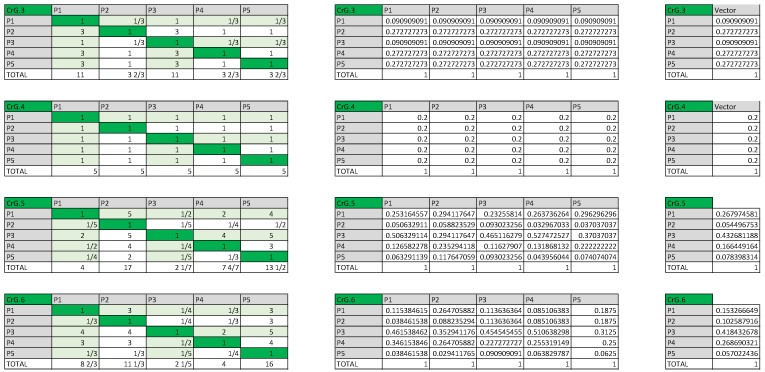 CrG.3 P1 P2 P3 P4 P5 CrG.3 P1 P2 P3 P4 P5 CrG.3 Vector
P1 1 1/3 1 1/3 1/3 P1 0.090909091 0.090909091 0.090909091 0.090909091 0.090909091 P1 0.090909091
P2 3 1 3 1 1 P2 0.272727273 0.272727273 0.272727273 0.272727273 0.272727273 P2 0.272727273
P3 1 1/3 1 1/3 1/3 P3 0.090909091 0.090909091 0.090909091 0.090909091 0.090909091 P3 0.090909091
P4 3 1 3 1 1 P4 0.272727273 0.272727273 0.272727273 0.272727273 0.272727273 P4 0.272727273
P5 3 1 3 1 1 P5 0.272727273 0.272727273 0.272727273 0.272727273 0.272727273 P5 0.272727273
TOTAL 11 3 2/3 11 3 2/3 3 2/3 TOTAL 1 1 1 1 1 TOTAL 1
CrG.4 P1 P2 P3 P4 P5 CrG.4 P1 P2 P3 P4 P5 CrG.4 Vector
P1 1 1 1 1 1 P1 0.2 0.2 0.2 0.2 0.2 P1 0.2
P2 1 1 1 1 1 P2 0.2 0.2 0.2 0.2 0.2 P2 0.2
P3 1 1 1 1 1 P3 0.2 0.2 0.2 0.2 0.2 P3 0.2
P4 1 1 1 1 1 P4 0.2 0.2 0.2 0.2 0.2 P4 0.2
P5 1 1 1 1 1 P5 0.2 0.2 0.2 0.2 0.2 P5 0.2
TOTAL 5 5 5 5 5 TOTAL 1 1 1 1 1 TOTAL 1
CrG.5 P1 P2 P3 P4 P5 CrG.5 P1 P2 P3 P4 P5 CrG.5
P1 1 5 1/2 2 4 P1 0.253164557 0.294117647 0.23255814 0.263736264 0.296296296 P1 0.267974581
P2 1/5 1 1/5 1/4 1/2 P2 0.050632911 0.058823529 0.093023256 0.032967033 0.037037037 P2 0.054496753
P3 2 5 1 4 5 P3 0.506329114 0.294117647 0.465116279 0.527472527 0.37037037 P3 0.432681188
P4 1/2 4 1/4 1 3 P4 0.126582278 0.235294118 0.11627907 0.131868132 0.222222222 P4 0.166449164
P5 1/4 2 1/5 1/3 1 P5 0.063291139 0.117647059 0.093023256 0.043956044 0.074074074 P5 0.078398314
TOTAL 4 17 2 1/7 7 4/7 13 1/2 TOTAL 1 1 1 1 1 TOTAL 1
CrG.6 P1 P2 P3 P4 P5 CrG.6 P1 P2 P3 P4 P5 CrG.6
P1 1 3 1/4 1/3 3 P1 0.115384615 0.264705882 0.113636364 0.085106383 0.1875 P1 0.153266649
P2 1/3 1 1/4 1/3 3 P2 0.038461538 0.088235294 0.113636364 0.085106383 0.1875 P2 0.102587916
P3 4 4 1 2 5 P3 0.461538462 0.352941176 0.454545455 0.510638298 0.3125 P3 0.418432678
P4 3 3 1/2 1 4 P4 0.346153846 0.264705882 0.227272727 0.255319149 0.25 P4 0.268690321
P5 1/3 1/3 1/5 1/4 1 P5 0.038461538 0.029411765 0.090909091 0.063829787 0.0625 P5 0.057022436
TOTAL 8 2/3 11 1/3 2 1/5 4 16 TOTAL 1 1 1 1 1 TOTAL 1